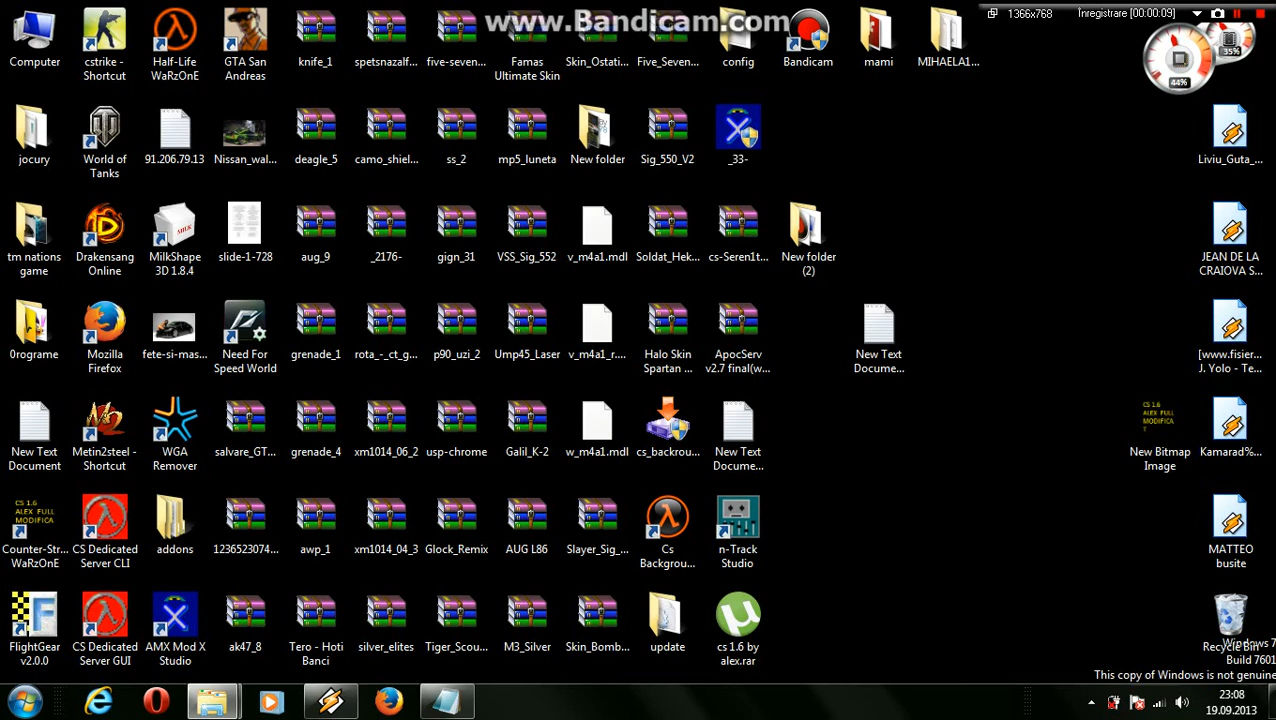 www.Bandicam.com
1366x768 Înregistrare [00:00:09]
35%
44%
Computer
cstrike -
Shortcut
Half-Life
WaRzOnE
GTA San
Andreas
knife_1
spetsnazalf...
five-seven...
Famas
Ultimate Skin
Skin_Ostati...
Five_Seven...
config
Bandicam
mami
MIHAELA1...
jocury
World of
Tanks
91.206.79.13
Nissan_wal...
deagle_5
camo_shiel...
ss_2
mp5_luneta
New folder
Sig_550_V2
_33-
Liviu_Guta_...
tm nations
game
Drakensang
Online
MILK
MilkShape
3D 1.8.4
slide-1-728
aug_9
_2176-
gign_31
VSS_Sig_552
v_m4a1.mdl
Soldat_Hek...
cs-Seren1t...
New folder
(2)
JEAN DE LA
CRAIOVA S...
0rograme
Mozilla
Firefox
fete-si-mas...
Need For
Speed World
grenade_1
rota_-_ct_g...
p90_uzi_2
Ump45_Laser
v_m4a1_r....
Halo Skin
Spartan ...
ApocServ
v2.7 final(w...
New Text
Docume...
[www.fisier...
J. Yolo - Te...
New Text
Document
Metin2steel -
Shortcut
WGA
Remover
salvare_GT...
grenade_4
xm1014_06_2
usp-chrome
Galil_K-2
w_m4a1.mdl
cs_backrou...
New Text
Docume...
CS 1.6
ALEX FULL
MODIFICA
T
New Bitmap
Image
Kamarad%...
CS 1.6
ALEX FULL
MODIFICA
Counter-Str...
WaRzOnE
CS Dedicated
Server CLI
addons
1236523074...
awp_1
xm1014_04_3
Glock_Remix
AUG L86
Slayer_Sig_...
Cs
Backgrou...
n-Track
Studio
MATTEO
busite
FlightGear
v2.0.0
CS Dedicated
Server GUI
AMX Mod X
Studio
ak47_8
Tero - Hoti
Banci
silver_elites
Tiger_Scou...
M3_Silver
Skin_Bomb...
update
cs 1.6 by
alex.rar
Recycle Bin
Windows 7
Build 7601
This copy of Windows is not genuine
23:08
19.09.2013